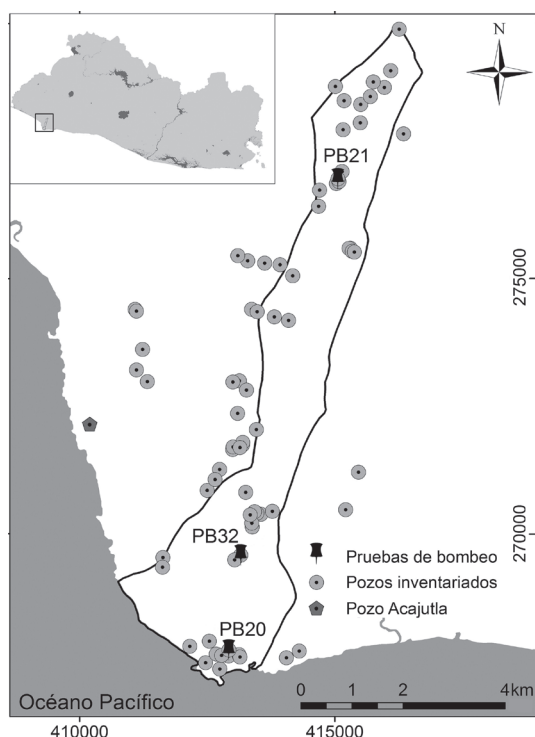 N
PB21
275000
PB32
270000
Pruebas de bombeo
Pozos inventariados
Pozo Acajutla
PB20
Océano Pacífico
0 1 2 4km
410000 415000